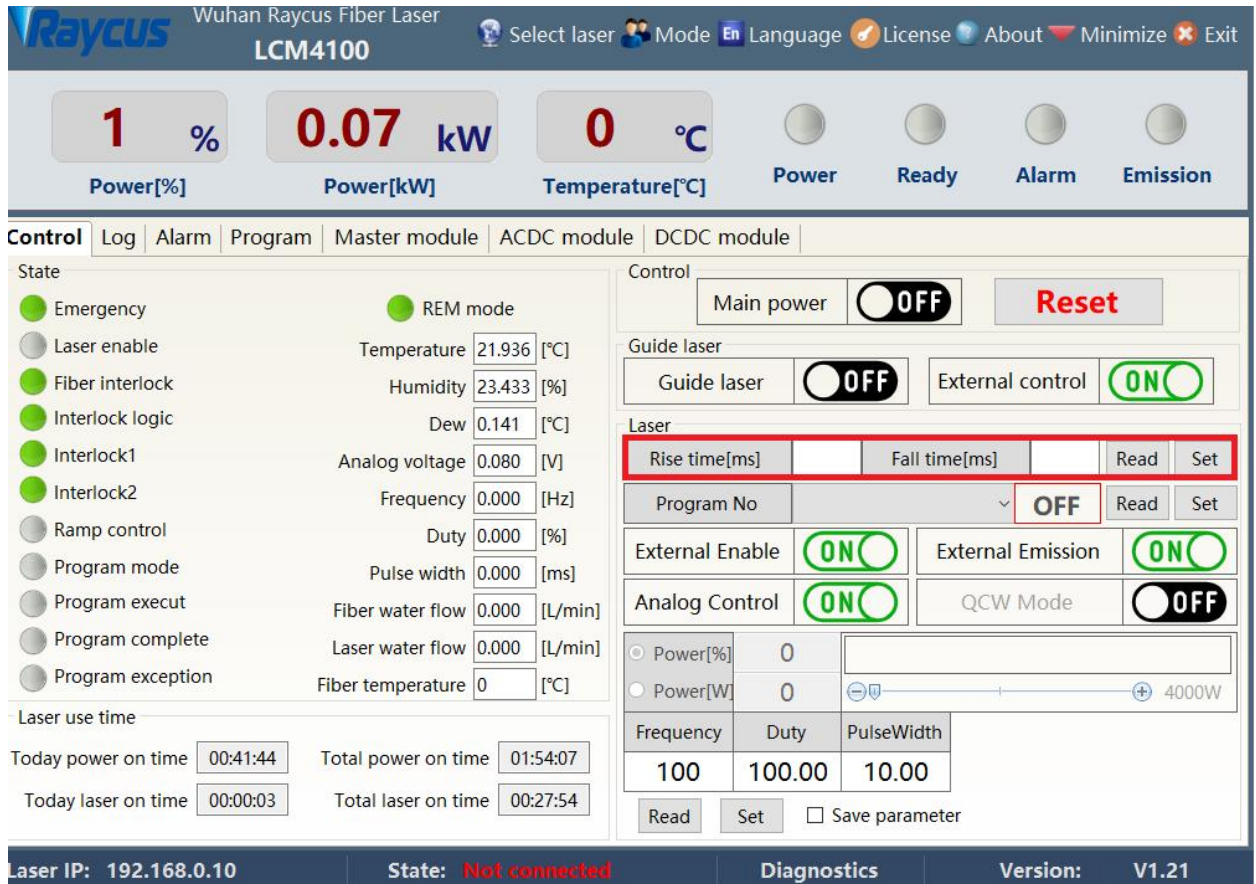 Raycus
Wuhan Raycus Fiber Laser
LCM4100
Select laser Mode En Language License About Minimize Exit
1 % 0.07 kW 0 ℃
Power[%] Power[kW] Temperature[℃] Power Ready Alarm Emission
Control Log Alarm Program Master module ACDC module DCDC module
State
Emergency REM mode
Laser enable Temperature 21.936 [℃]
Fiber interlock Humidity 23.433 [%]
Interlock logic Dew 0.141 [℃]
Interlock1 Analog voltage 0.080 [V]
Interlock2 Frequency 0.000 [Hz]
Ramp control Duty 0.000 [%]
Program mode Pulse width 0.000 [ms]
Program execut Fiber water flow 0.000 [L/min]
Program complete Laser water flow 0.000 [L/min]
Program exception Fiber temperature 0 [℃]
Laser use time
Today power on time 00:41:44 Total power on time 01:54:07
Today laser on time 00:00:03 Total laser on time 00:27:54
Control
Main power OFF Reset
Guide laser
Guide laser OFF External control ON
Laser
Rise time[ms] Fall time[ms] Read Set
Program No OFF Read Set
External Enable ON External Emission ON
Analog Control ON QCW Mode OFF
Power[%] 0
Power[W] 0 4000W
Frequency Duty PulseWidth
100 100.00 10.00
Read Set Save parameter
Laser IP: 192.168.0.10 State: Not connected Diagnostics Version: V1.21